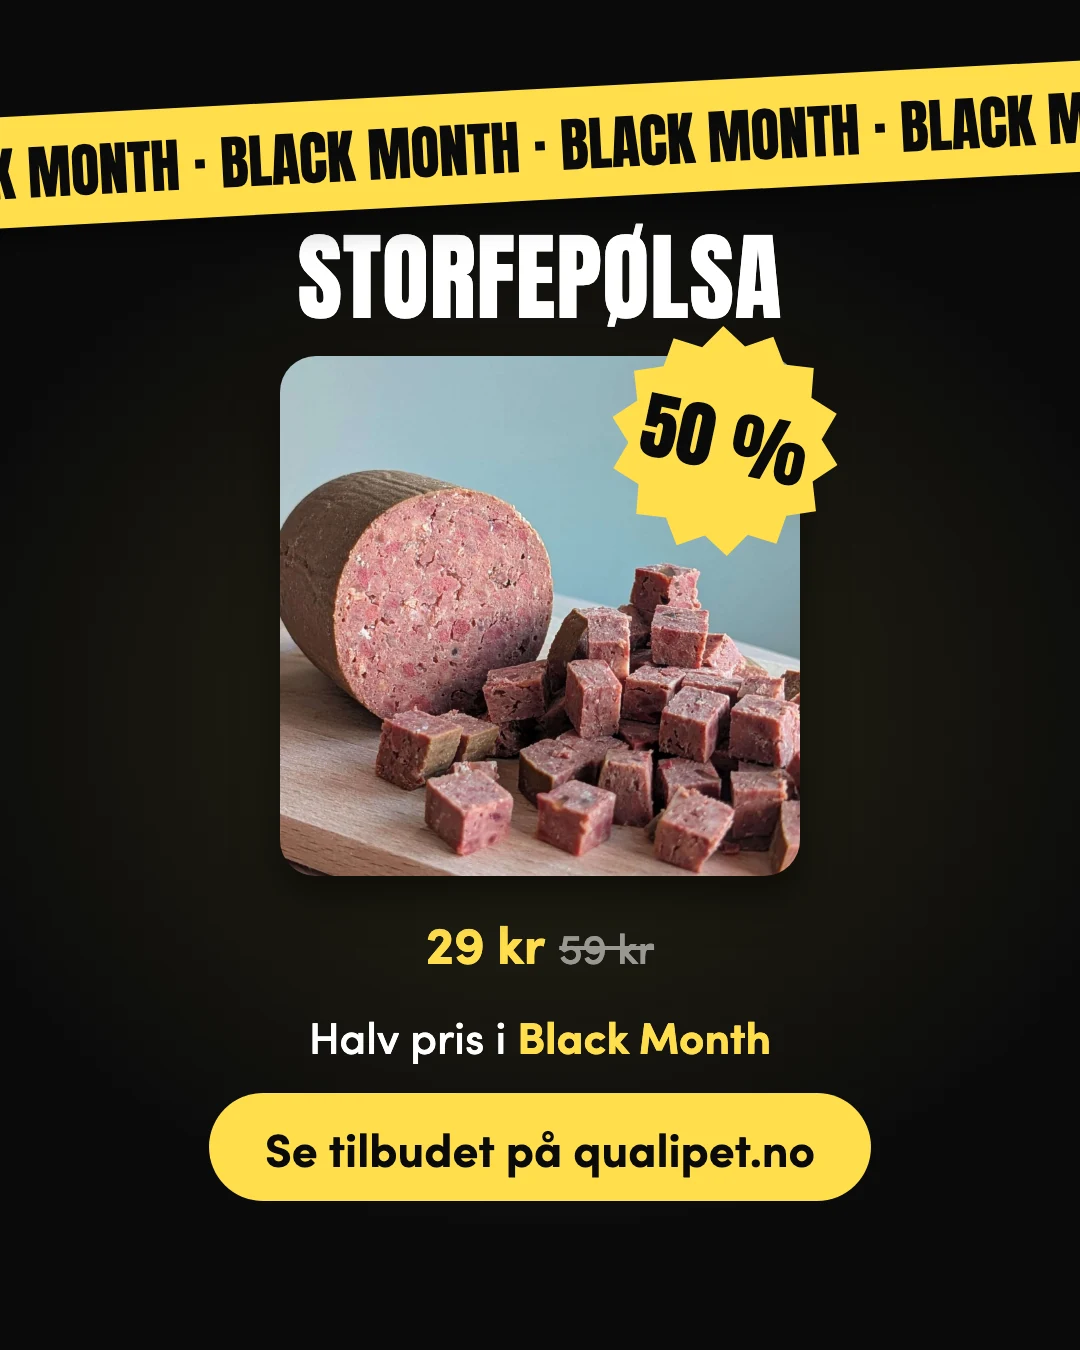 K MONTH · BLACK MONTH · BLACK MONTH · BLACK M
STORFEPØLSA
50 %
29 kr 59 kr
Halv pris i Black Month
Se tilbudet på qualipet.no